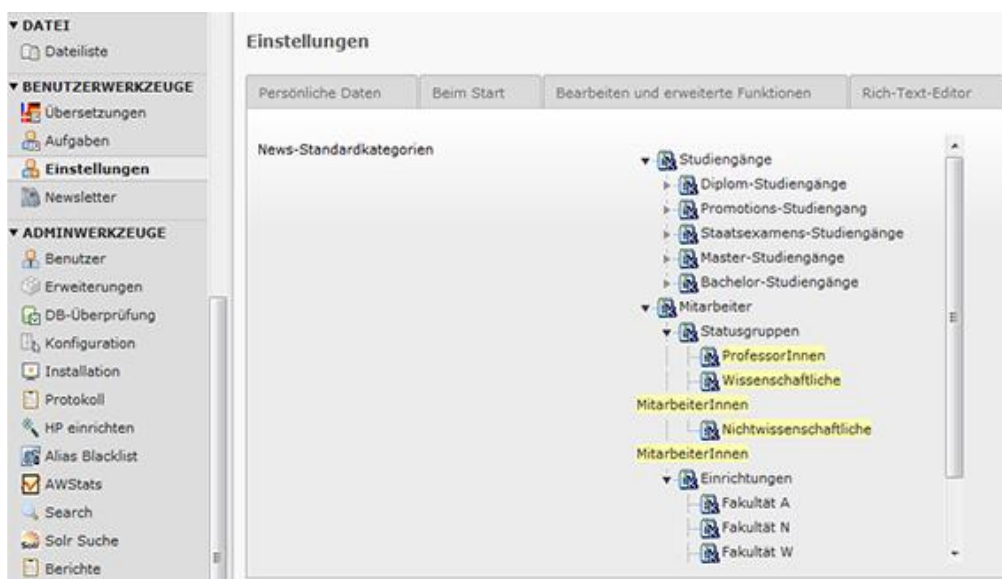 DATEI
Dateiliste
BENUTZERWERKZEUGE
Übersetzungen
Aufgaben
Einstellungen
Newsletter
ADMINWERKZEUGE
Benutzer
Erweiterungen
DB-Überprüfung
Konfiguration
Installation
Protokoll
HP einrichten
Alias Blacklist
AWStats
Search
Solr Suche
Berichte
Einstellungen
Persönliche Daten
Beim Start
Bearbeiten und erweiterte Funktionen
Rich-Text-Editor
News-Standardkategorien
Studiengänge
Diplom-Studiengänge
Promotions-Studiengang
Staatsexamens-Studiengänge
Master-Studiengänge
Bachelor-Studiengänge
Mitarbeiter
Statusgruppen
ProfessorInnen
Wissenschaftliche
MitarbeiterInnen
Nichtwissenschaftliche
MitarbeiterInnen
Einrichtungen
Fakultät A
Fakultät N
Fakultät W